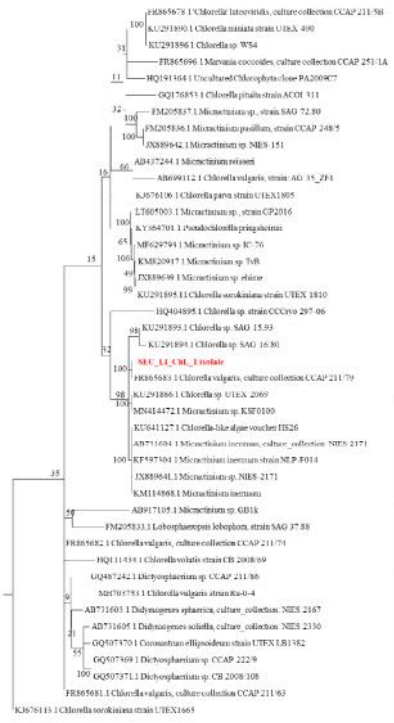 FR865678.1 Chlorella luteoviridis, culture collection CCAP 211/5B
100
KU291890.1 Chlorella miniata strain UTEX 490
KU291896.1 Chlorella sp. WS4
31
FR865696.1 Marvania coccoides, culture collection CCAP 251/1A
11
HQ191364.1 Uncultured Chlorophyta clone PA2009C7
GQ176853.1 Chlorella pituita strain ACOI 311
32
FM205837.1 Micractinium sp., strain SAG 72.80
FM205836.1 Micractinium pusillum, strain CCAP 248/5
100
JX889642.1 Micractinium sp. NIES-151
AB437244.1 Micractinium reisseri
66
AB699112.1 Chlorella vulgaris, strain: AG 35_ZF1
16
KJ676106.1 Chlorella parva strain UTEX1805
LT605003.1 Micractinium sp., strain GP2016
KY364701.1 Pseudochlorella pringsheimii
65
MF629793.1 Micractinium sp. IC-76
15
106
KM820917.1 Micractinium sp. TvB
49
JX889639.1 Micractinium sp. ehime
99
KU291895.1 Chlorella sorokiniana strain UTEX 1810
HQ404895.1 Chlorella sp. strain CCCryo 297-06
KU291893.1 Chlorella sp. SAG 15.93
98
32
KU291894.1 Chlorella sp. SAG 16.80
SEC_LI_ChL_1 isolate
100
FR865683.1 Chlorella vulgaris, culture collection CCAP 211/79
KU291886.1 Chlorella sp. UTEX 2069
98
MN414472.1 Micractinium sp. KSF0100
100
KU641127.1 Chlorella-like algae voucher HS26
AB731604.1 Micractinium inermum, culture_collection: NIES-2171
100
KF597304.1 Micractinium inermum strain NLP-F014
35
JX889641.1 Micractinium sp. NIES-2171
KM114868.1 Micractinium inermum
AB917105.1 Micractinium sp. GB1k
50
FM205833.1 Lobosphaeropsis lobophora, strain SAG 37.88
FR865682.1 Chlorella vulgaris, culture collection CCAP 211/74
HQ111434.1 Chlorella volutis strain CB 2008/69
GQ487242.1 Dictyosphaerium sp. CCAP 211/86
9
MH703753.1 Chlorella vulgaris strain Ru-0-4
AB731603.1 Didymogenes sphaerica, culture_collection: NIES 2167
AB731605.1 Didymogenes soliella, culture_collection: NIES 2330
21
GQ507370.1 Coronastrum ellipsoideum strain UTEX LB1382
55
GQ507369.1 Dictyosphaerium sp. CCAP 222/9
100
GQ507371.1 Dictyosphaerium sp. CB 2008/108
FR865681.1 Chlorella vulgaris, culture collection CCAP 211/63
KJ676113.1 Chlorella sorokiniana strain UTEX1665